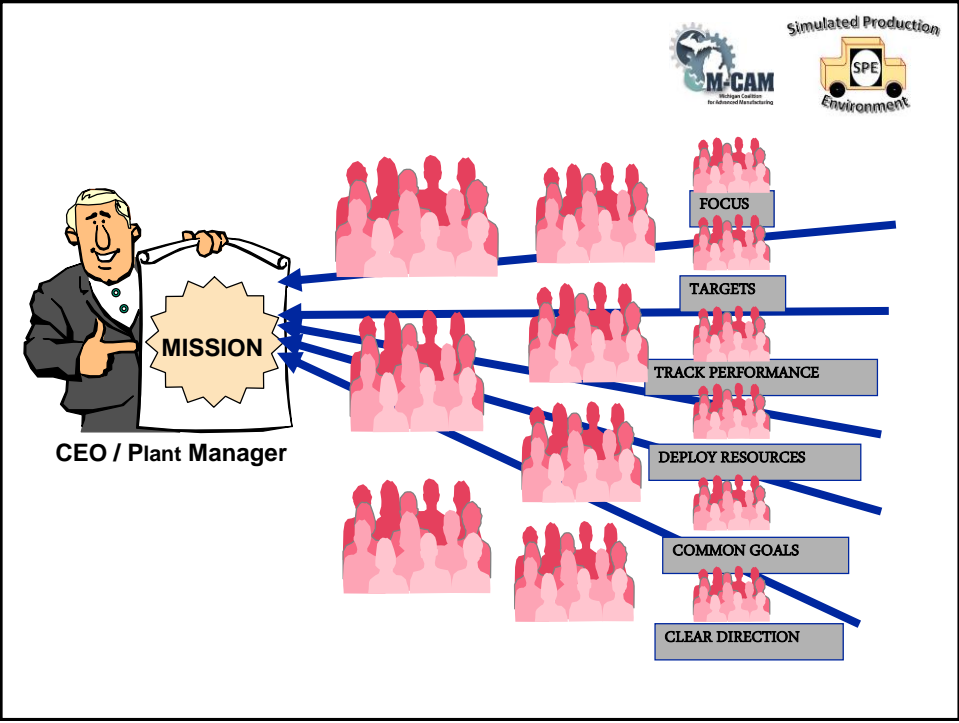 Simulated Production
SPE
Environment
M-CAM
Michigan Coalition
for Advanced Manufacturing
FOCUS
TARGETS
MISSION
TRACK PERFORMANCE
CEO / Plant Manager
DEPLOY RESOURCES
COMMON GOALS
CLEAR DIRECTION